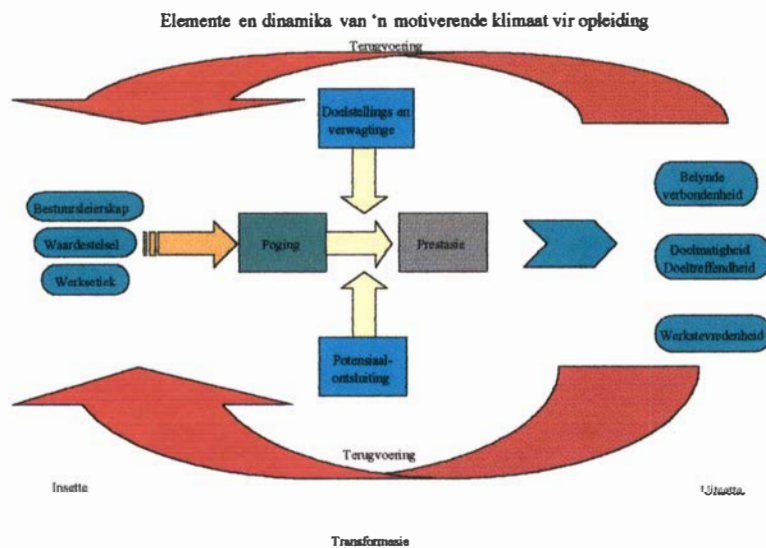 Elemente en dinamika van ‘n motiverende klimaat vir opleiding
Terugvoering
Doelstellings en
verwagtinge
Bestuursleierskap
Waardestelsel
Werksetiek
Poging
Prestasie
Belynde
verbondenheid
Doelmatigheid
Doeltreffendheid
Werkstevredenheid
Potensiaal-
ontsluiting
Terugvoering
Insette
Uitsette
Transformasie